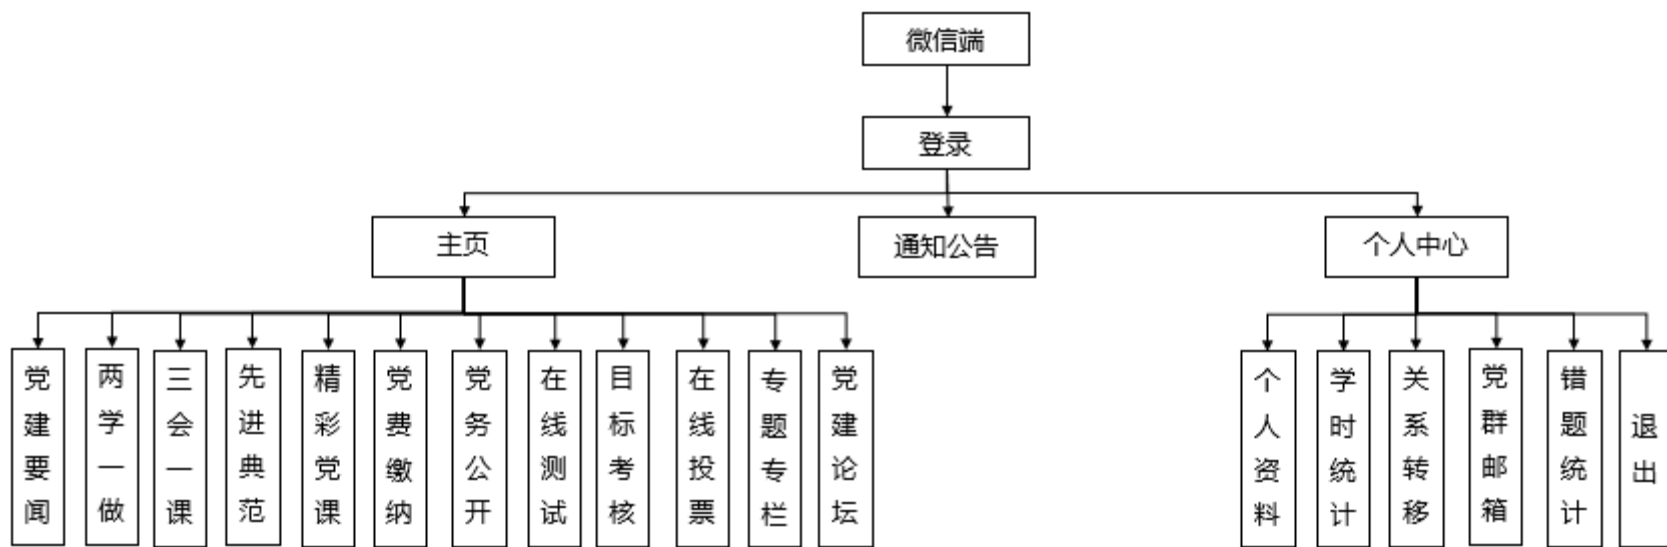 微信端
登录
主页
通知公告
个人中心
党建要闻
两学一做
三会一课
先进典范
精彩党课
党费缴纳
党务公开
在线测试
目标考核
在线投票
专题专栏
党建论坛
个人资料
学时统计
关系转移
党群邮箱
错题统计
退出